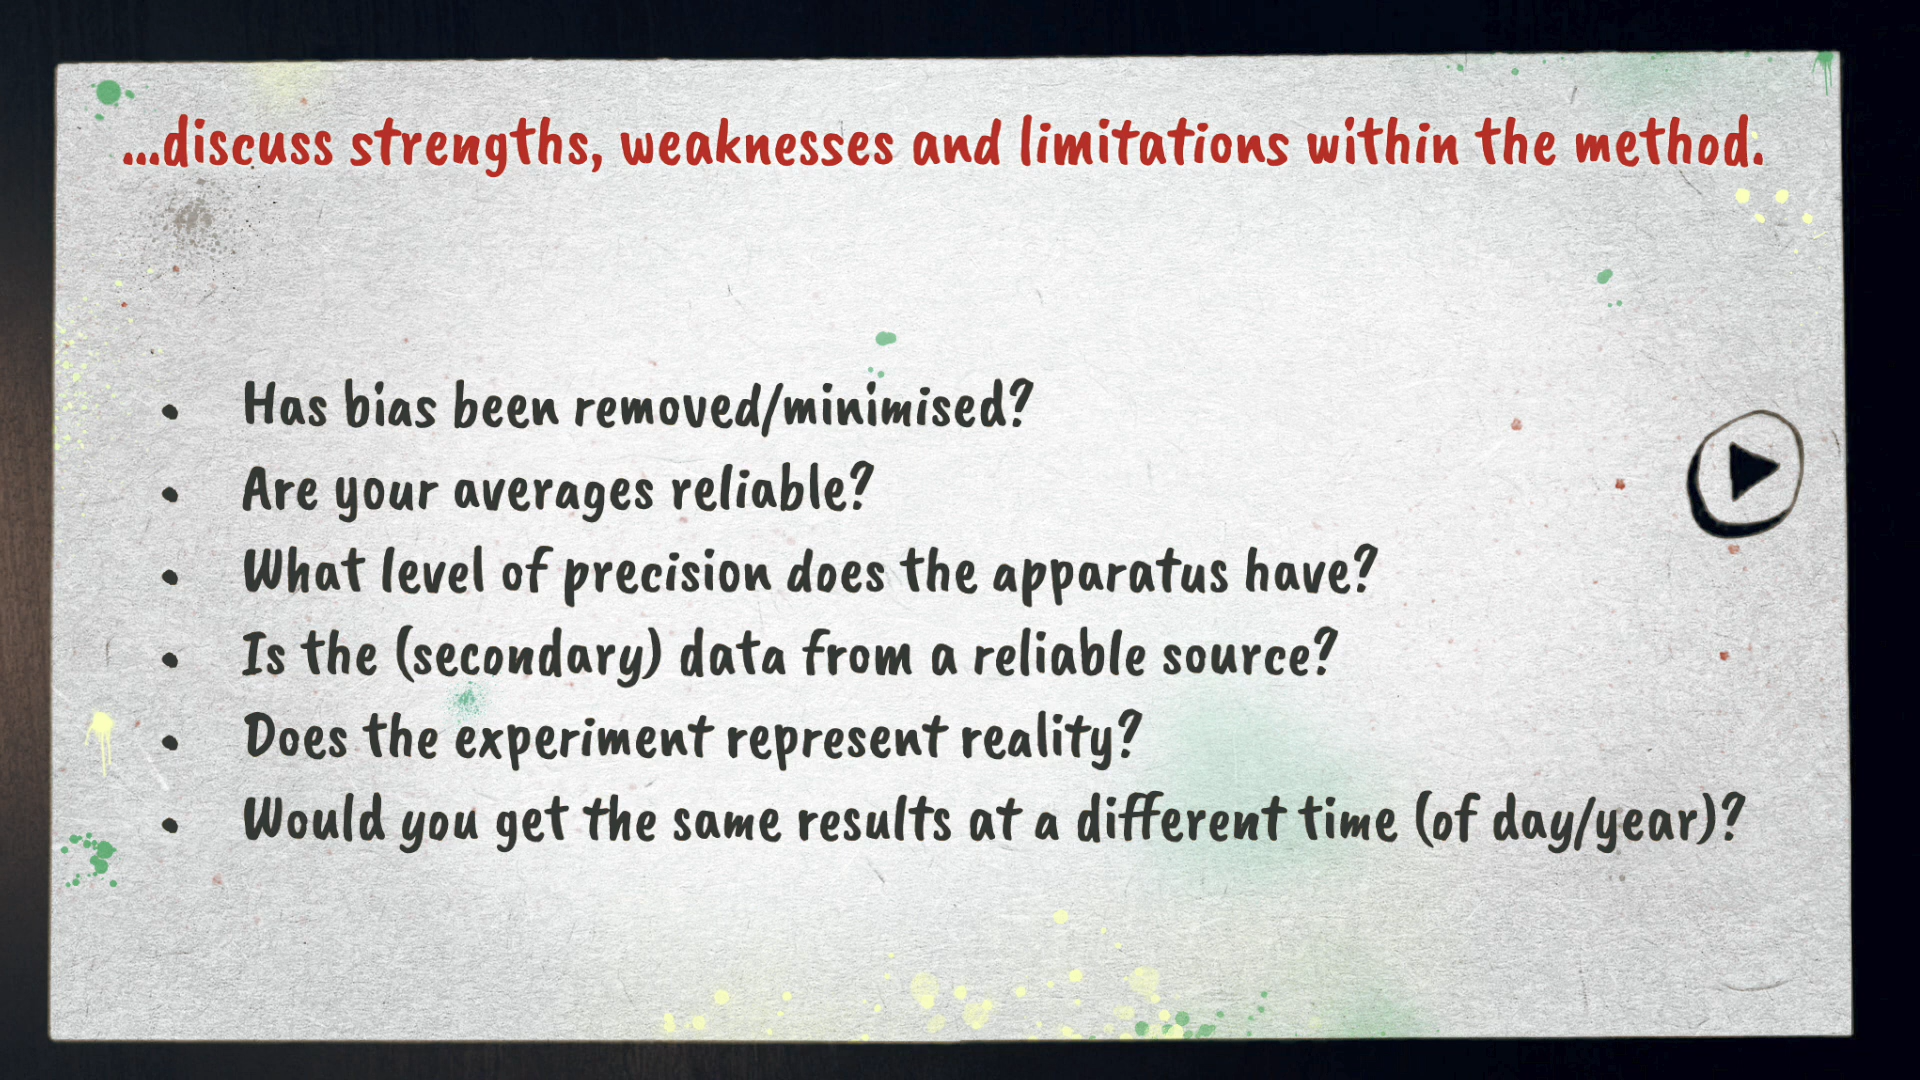 ...discuss strengths, weaknesses and limitations within the method.
• Has bias been removed/minimised?
• Are your averages reliable?
• What level of precision does the apparatus have?
• Is the (secondary) data from a reliable source?
• Does the experiment represent reality?
• Would you get the same results at a different time (of day/year)?